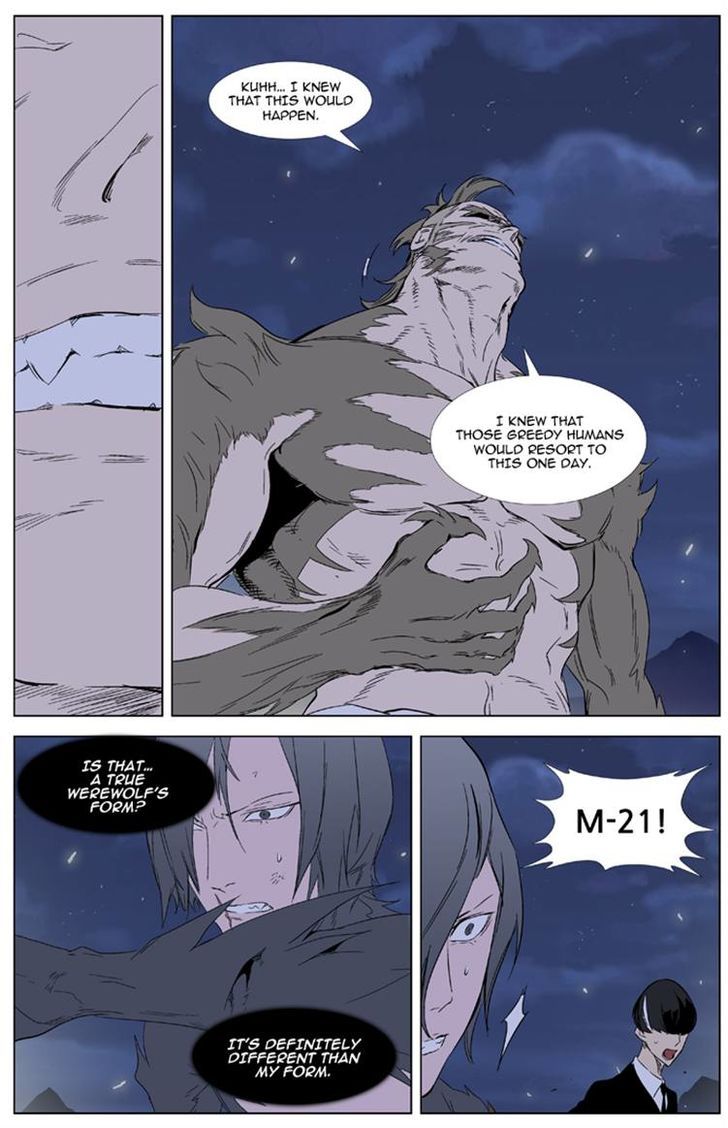 KUHH... I KNEW
THAT THIS WOULD
HAPPEN.
I KNEW THAT
THOSE GREEDY HUMANS
WOULD RESORT TO
THIS ONE DAY.
IS THAT...
A TRUE
WEREWOLF'S
FORM?
IT'S DEFINITELY
DIFFERENT THAN
MY FORM.
M-21!